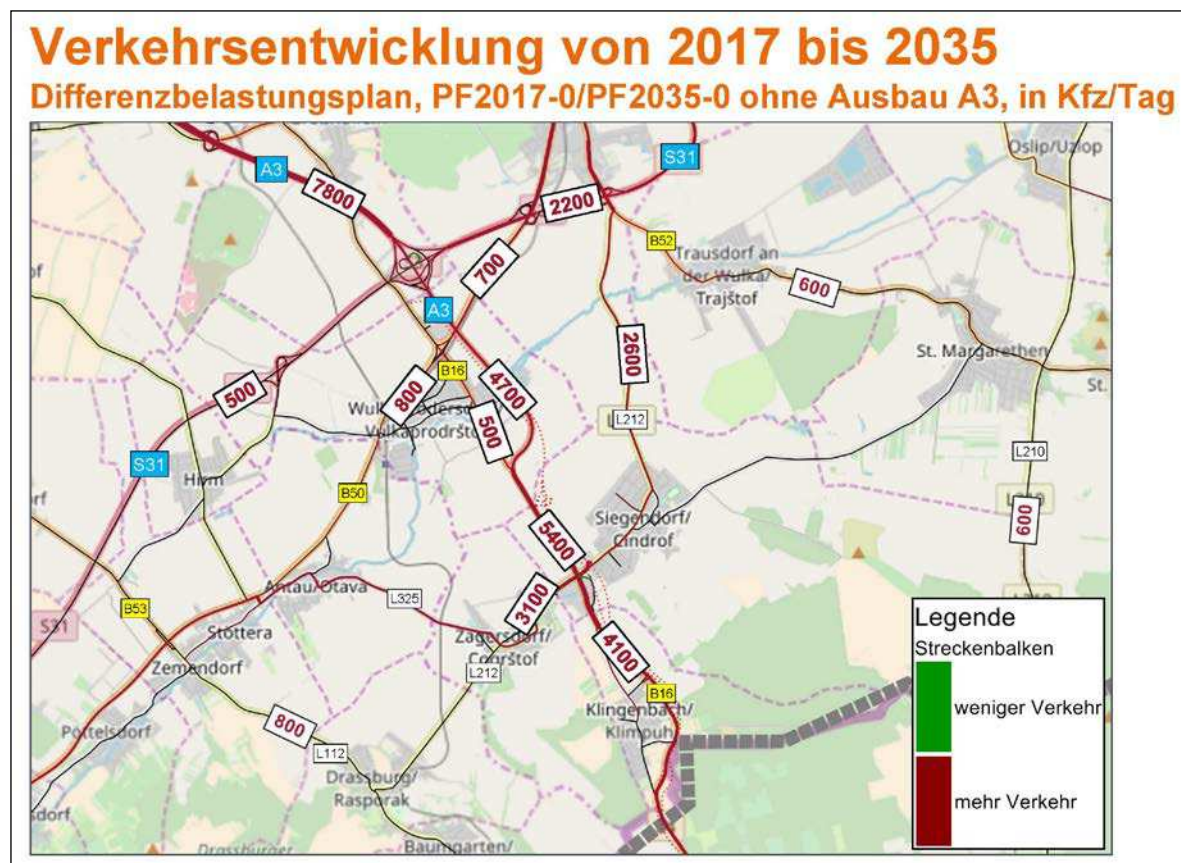 Verkehrsentwicklung von 2017 bis 2035
Differenzbelastungsplan, PF2017-0/PF2035-0 ohne Ausbau A3, in Kfz/Tag
A3
7800
S31
2200
Oslip/Uzlop
B52
Trausdorf an
der Wulka/
Trajštof
700
600
A3
B16
4700
2600
St. Margarethen
St.
500
800
500
L212
L210
S31
Hirm
B50
Siegendorf/
Cindrof
5400
600
Antau/Otava
L325
3100
B53
S31
Stöttera
Zemendorf
Zagersdorf/
L212
4100
B16
Klingenbach/
Klimpuh
Pöttelsdorf
800
L112
Drassburg/
Rasporak
sdorf
Drassburger
Baumgarten/
Legende
Streckenbalken
weniger Verkehr
mehr Verkehr